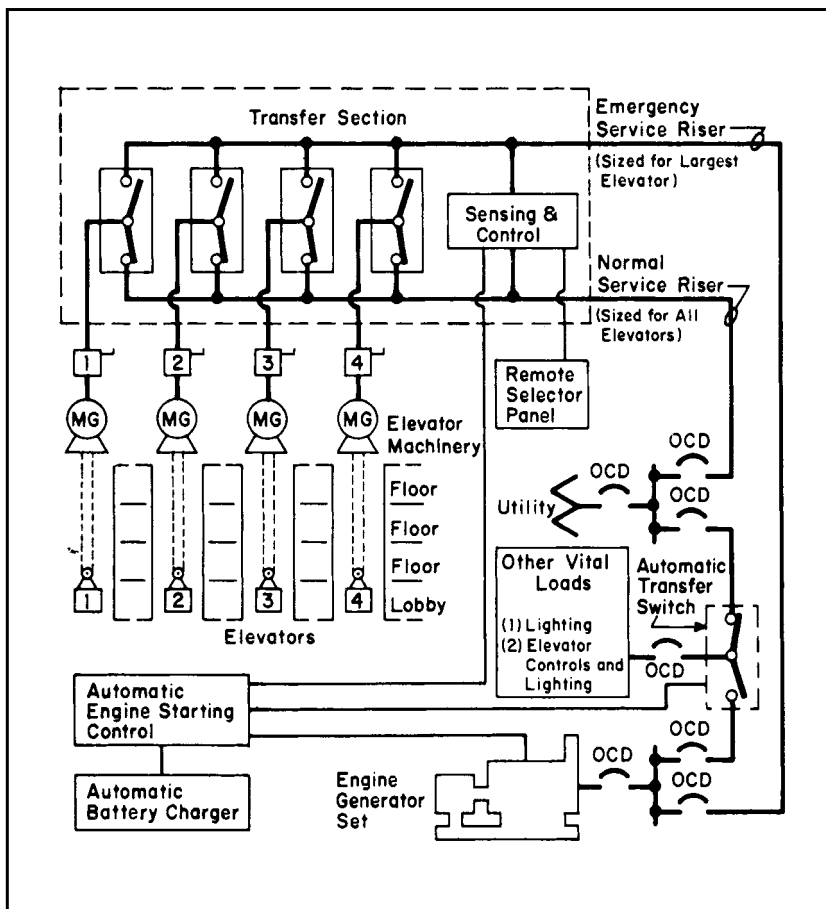 Transfer Section
Emergency
Service Riser
(Sized for Largest
Elevator)
Sensing &
Control
Normal
Service Riser
(Sized for All
Elevators)
1
2
3
4
Remote
Selector
Panel
MG
MG
MG
MG
Elevator
Machinery
Floor
Floor
Floor
Lobby
1
2
3
4
Elevators
OCD
OCD
OCD
Utility
Other Vital
Loads
(1) Lighting
(2) Elevator
Controls and
Lighting
Automatic
Transfer
Switch
OCD
Automatic
Engine Starting
Control
Automatic
Battery Charger
Engine
Generator
Set
OCD
OCD
OCD